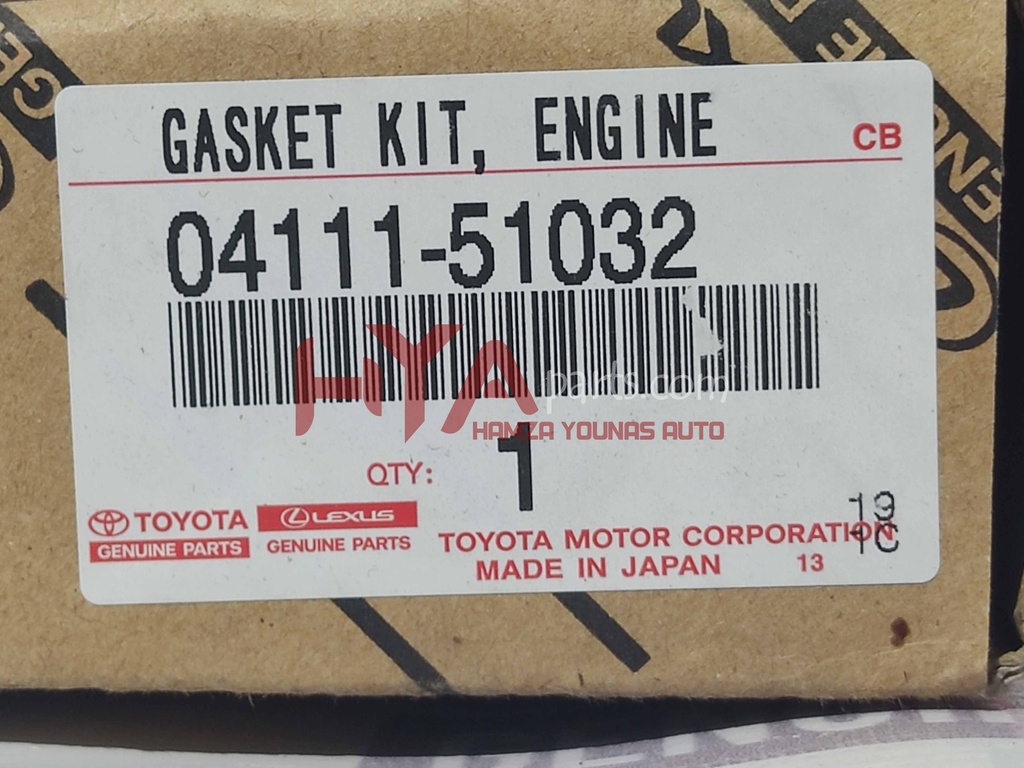 GASKET KIT, ENGINE
CB
04111-51032
HYA parts.com
HAMZA YOUNAS AUTO
QTY: 1
TOYOTA
GENUINE PARTS
LEXUS
GENUINE PARTS
TOYOTA MOTOR CORPORATION
MADE IN JAPAN 13
19
1C